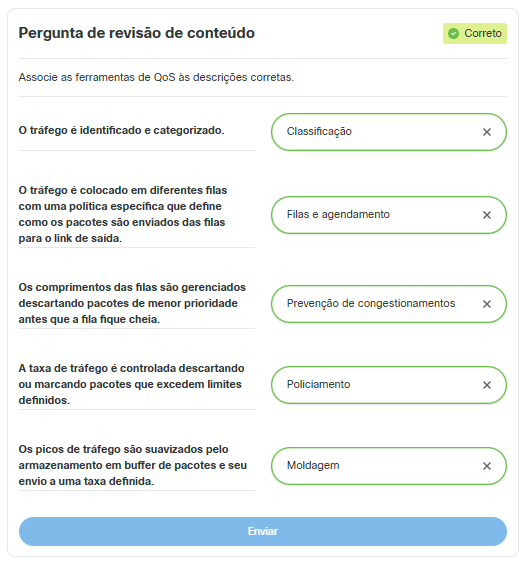 Pergunta de revisão de conteúdo
Correto
Associe as ferramentas de QoS às descrições corretas.
O tráfego é identificado e categorizado.
Classificação
O tráfego é colocado em diferentes filas
com uma política específica que define
como os pacotes são enviados das filas
para o link de saída.
Filas e agendamento
Os comprimentos das filas são gerenciados
descartando pacotes de menor prioridade
antes que a fila fique cheia.
Prevenção de congestionamentos
A taxa de tráfego é controlada descartando
ou marcando pacotes que excedem limites
definidos.
Policiamento
Os picos de tráfego são suavizados pelo
armazenamento em buffer de pacotes e seu
envio a uma taxa definida.
Moldagem
Enviar